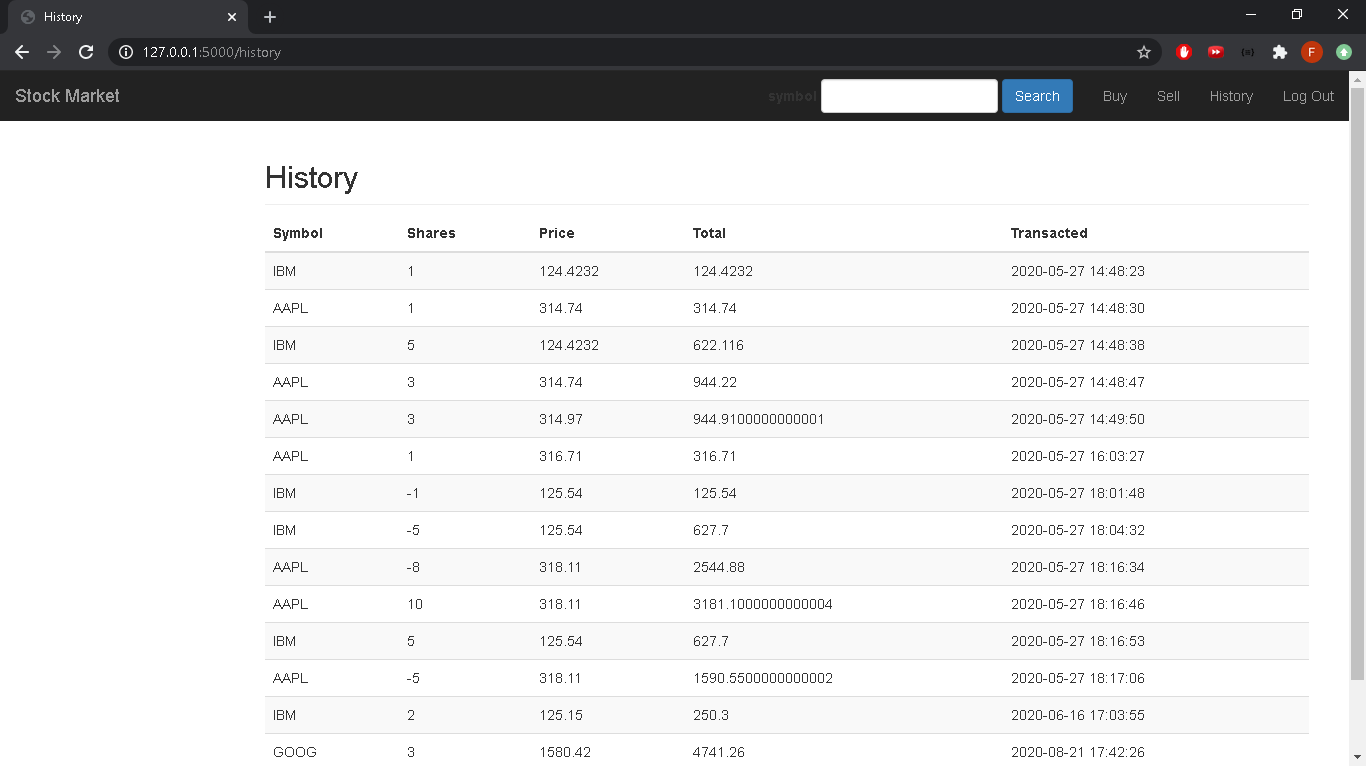 History
127.0.0.1:5000/history
F
Stock Market symbol Search Buy Sell History Log Out
History
Symbol Shares Price Total Transacted
IBM 1 124.4232 124.4232 2020-05-27 14:48:23
AAPL 1 314.74 314.74 2020-05-27 14:48:30
IBM 5 124.4232 622.116 2020-05-27 14:48:38
AAPL 3 314.74 944.22 2020-05-27 14:48:47
AAPL 3 314.97 944.9100000000001 2020-05-27 14:49:50
AAPL 1 316.71 316.71 2020-05-27 16:03:27
IBM -1 125.54 125.54 2020-05-27 18:01:48
IBM -5 125.54 627.7 2020-05-27 18:04:32
AAPL -8 318.11 2544.88 2020-05-27 18:16:34
AAPL 10 318.11 3181.1000000000004 2020-05-27 18:16:46
IBM 5 125.54 627.7 2020-05-27 18:16:53
AAPL -5 318.11 1590.5500000000002 2020-05-27 18:17:06
IBM 2 125.15 250.3 2020-06-16 17:03:55
GOOG 3 1580.42 4741.26 2020-08-21 17:42:26